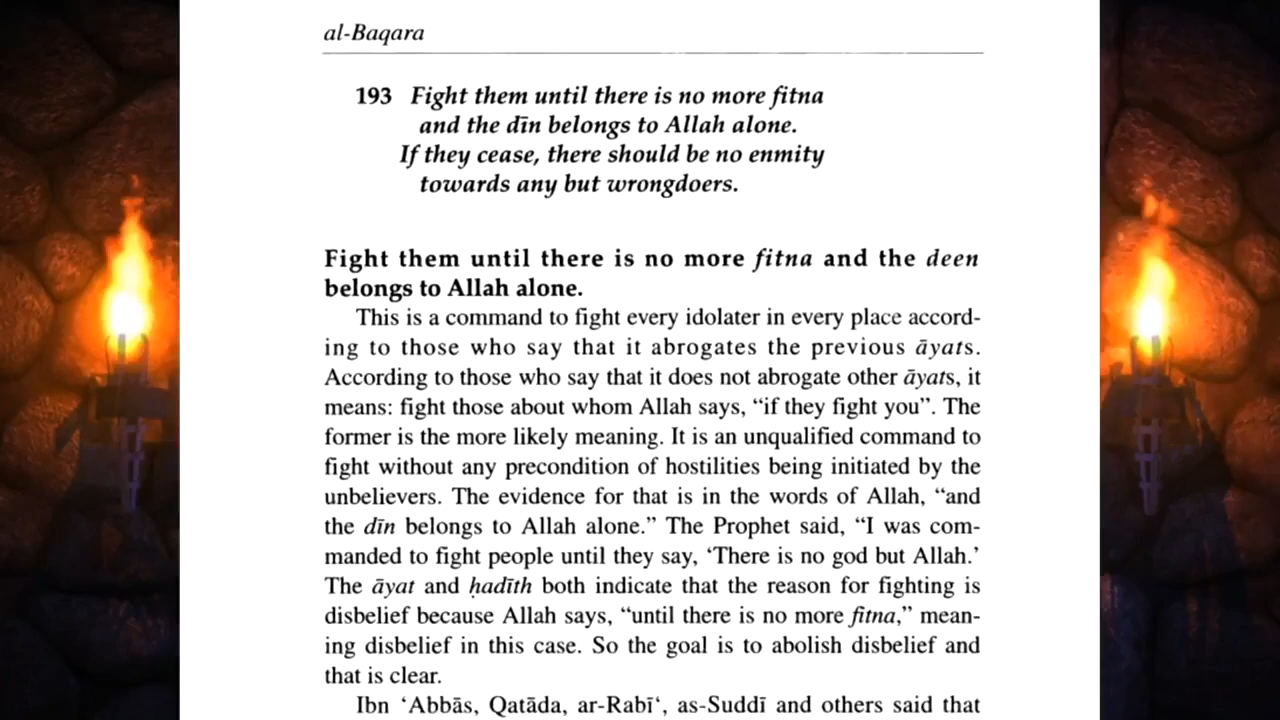 al-Baqara
193 Fight them until there is no more fitna
and the dīn belongs to Allah alone.
If they cease, there should be no enmity
towards any but wrongdoers.
Fight them until there is no more fitna and the deen
belongs to Allah alone.
This is a command to fight every idolater in every place accord-
ing to those who say that it abrogates the previous āyats.
According to those who say that it does not abrogate other āyats, it
means: fight those about whom Allah says, “if they fight you”. The
former is the more likely meaning. It is an unqualified command to
fight without any precondition of hostilities being initiated by the
unbelievers. The evidence for that is in the words of Allah, “and
the dīn belongs to Allah alone.” The Prophet said, “I was com-
manded to fight people until they say, ‘There is no god but Allah.’
The āyat and ḥadīth both indicate that the reason for fighting is
disbelief because Allah says, “until there is no more fitna,” mean-
ing disbelief in this case. So the goal is to abolish disbelief and
that is clear.
Ibn ‘Abbās, Qatāda, ar-Rabī‘, as-Suddī and others said that